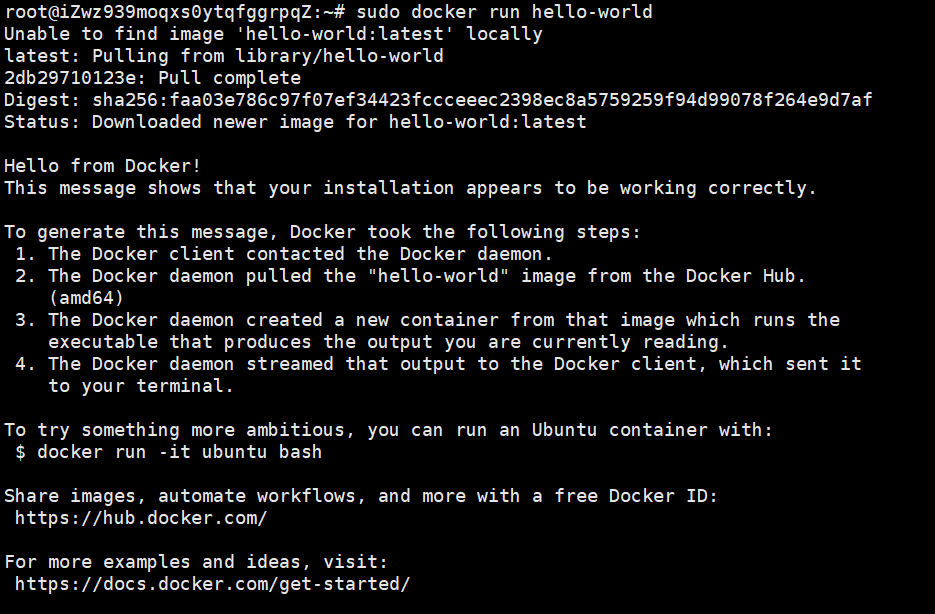 root@iZwz939moqxs0ytqfggrpqZ:~# sudo docker run hello-world
Unable to find image 'hello-world:latest' locally
latest: Pulling from library/hello-world
2db29710123e: Pull complete
Digest: sha256:faa03e786c97f07ef34423fccceeec2398ec8a5759259f94d99078f264e9d7af
Status: Downloaded newer image for hello-world:latest

Hello from Docker!
This message shows that your installation appears to be working correctly.

To generate this message, Docker took the following steps:
 1. The Docker client contacted the Docker daemon.
 2. The Docker daemon pulled the "hello-world" image from the Docker Hub.
    (amd64)
 3. The Docker daemon created a new container from that image which runs the
    executable that produces the output you are currently reading.
 4. The Docker daemon streamed that output to the Docker client, which sent it
    to your terminal.

To try something more ambitious, you can run an Ubuntu container with:
 $ docker run -it ubuntu bash

Share images, automate workflows, and more with a free Docker ID:
 https://hub.docker.com/

For more examples and ideas, visit:
 https://docs.docker.com/get-started/